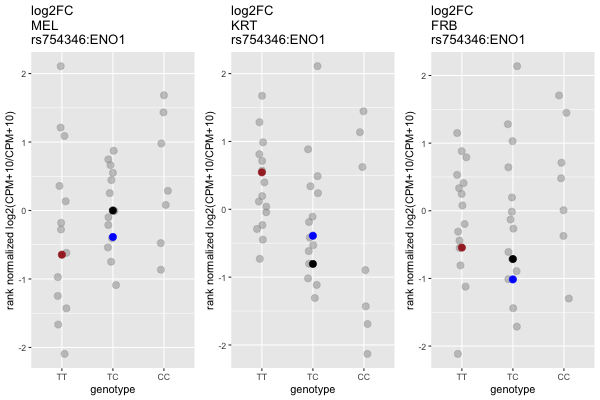 log2FC
MEL
rs754346:ENO1
rank normalized log2(CPM+10/CPM+10)
2
1
0
-1
-2
TT
TC
CC
genotype
log2FC
KRT
rs754346:ENO1
rank normalized log2(CPM+10/CPM+10)
2
1
0
-1
-2
TT
TC
CC
genotype
log2FC
FRB
rs754346:ENO1
rank normalized log2(CPM+10/CPM+10)
2
1
0
-1
-2
TT
TC
CC
genotype